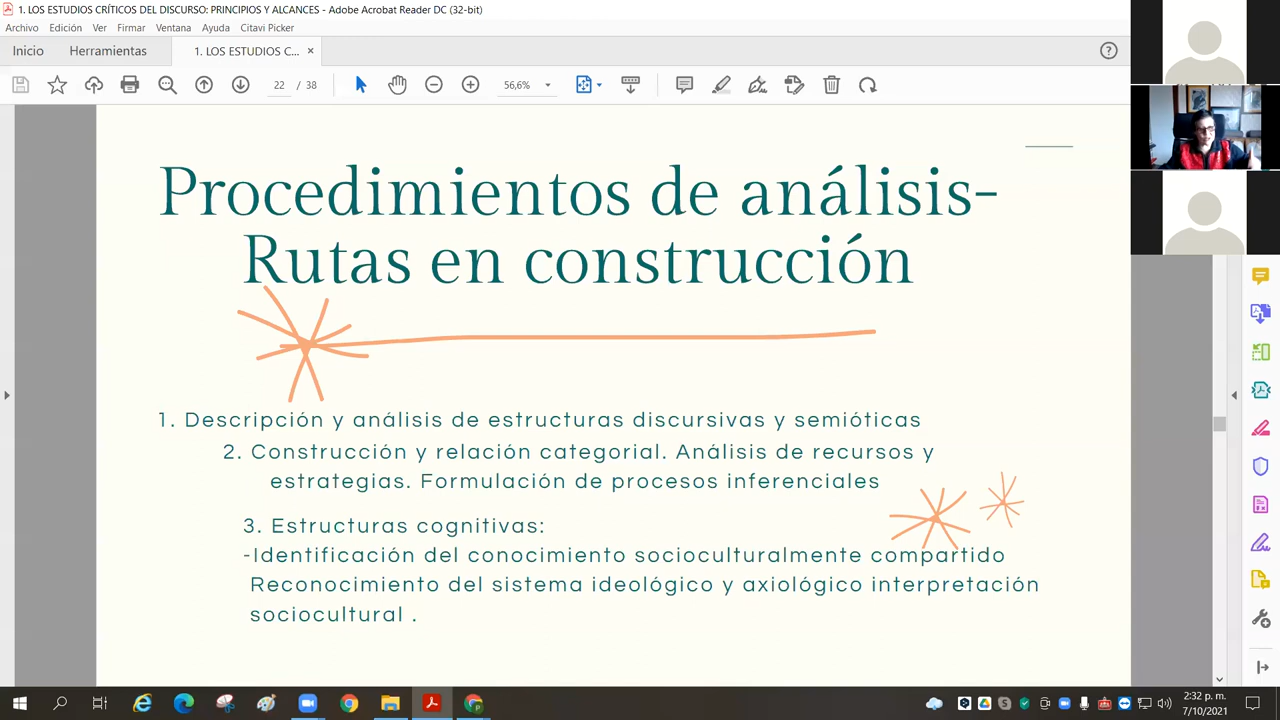 1. LOS ESTUDIOS CRÍTICOS DEL DISCURSO: PRINCIPIOS Y ALCANCES - Adobe Acrobat Reader DC (32-bit)
Archivo Edición Ver Firmar Ventana Ayuda Citavi Picker
Inicio Herramientas 1. LOS ESTUDIOS C... ×
22 / 38 56,6%
Procedimientos de análisis-
Rutas en construcción
1. Descripción y análisis de estructuras discursivas y semióticas
2. Construcción y relación categorial. Análisis de recursos y
estrategias. Formulación de procesos inferenciales
3. Estructuras cognitivas:
-Identificación del conocimiento socioculturalmente compartido
Reconocimiento del sistema ideológico y axiológico interpretación
sociocultural .
2:32 p. m.
7/10/2021